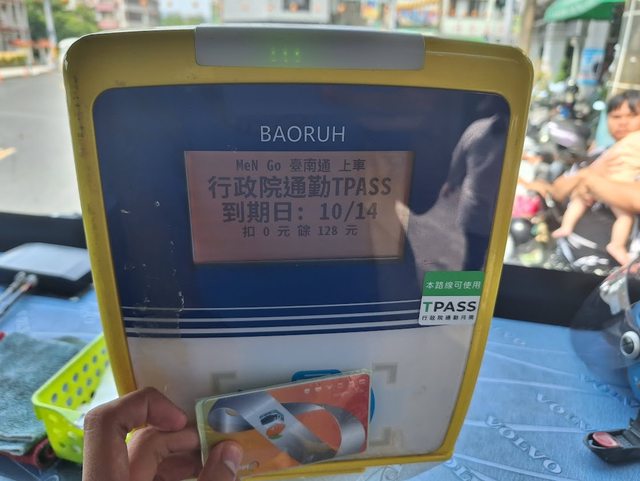 BAORUH
MeN Go 臺南通 上車
行政院通勤TPASS
到期日: 10/14
扣 0 元 餘 128 元
本路線可使用
TPASS
行政院通勤月票
VOLVO
VOLVO